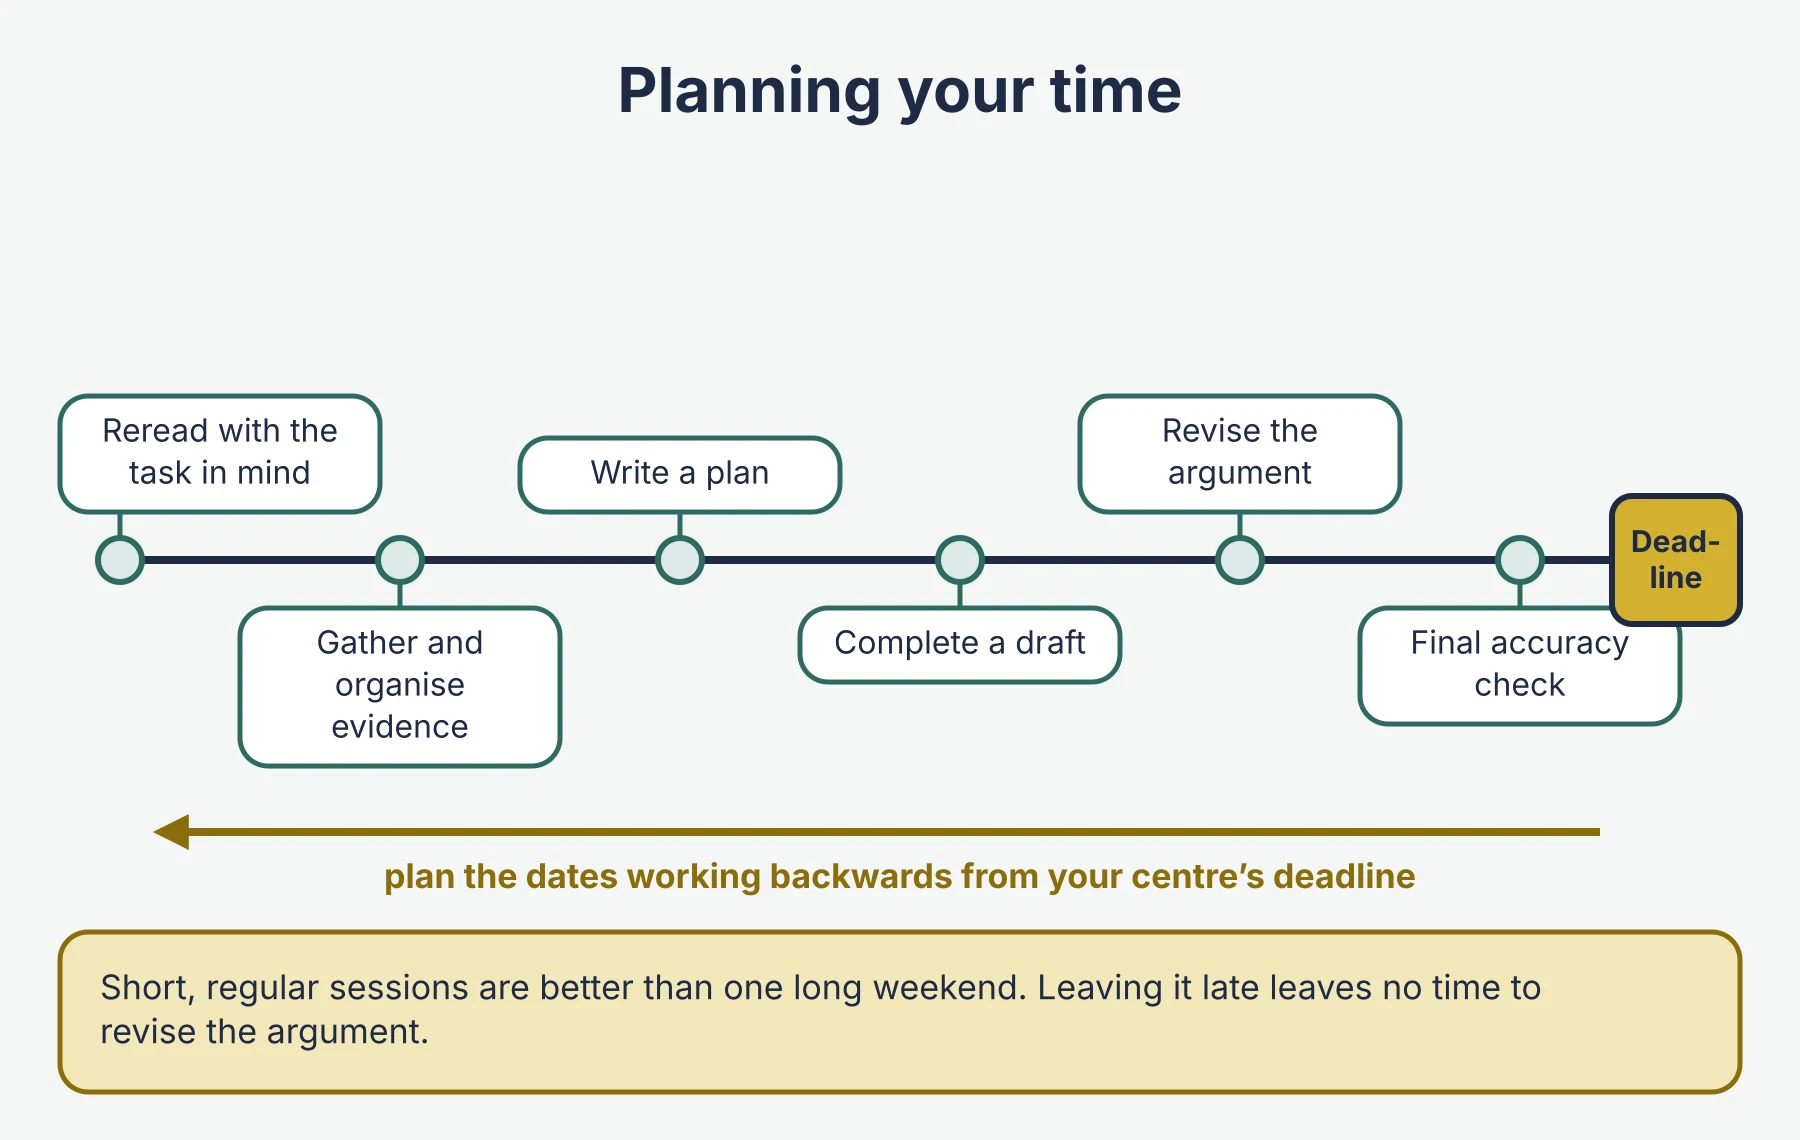 Planning your time
Reread with the
task in mind
Gather and
organise
evidence
Write a plan
Complete a draft
Revise the
argument
Final accuracy
check
Dead-
line
plan the dates working backwards from your centre’s deadline
Short, regular sessions are better than one long weekend. Leaving it late leaves no time to
revise the argument.